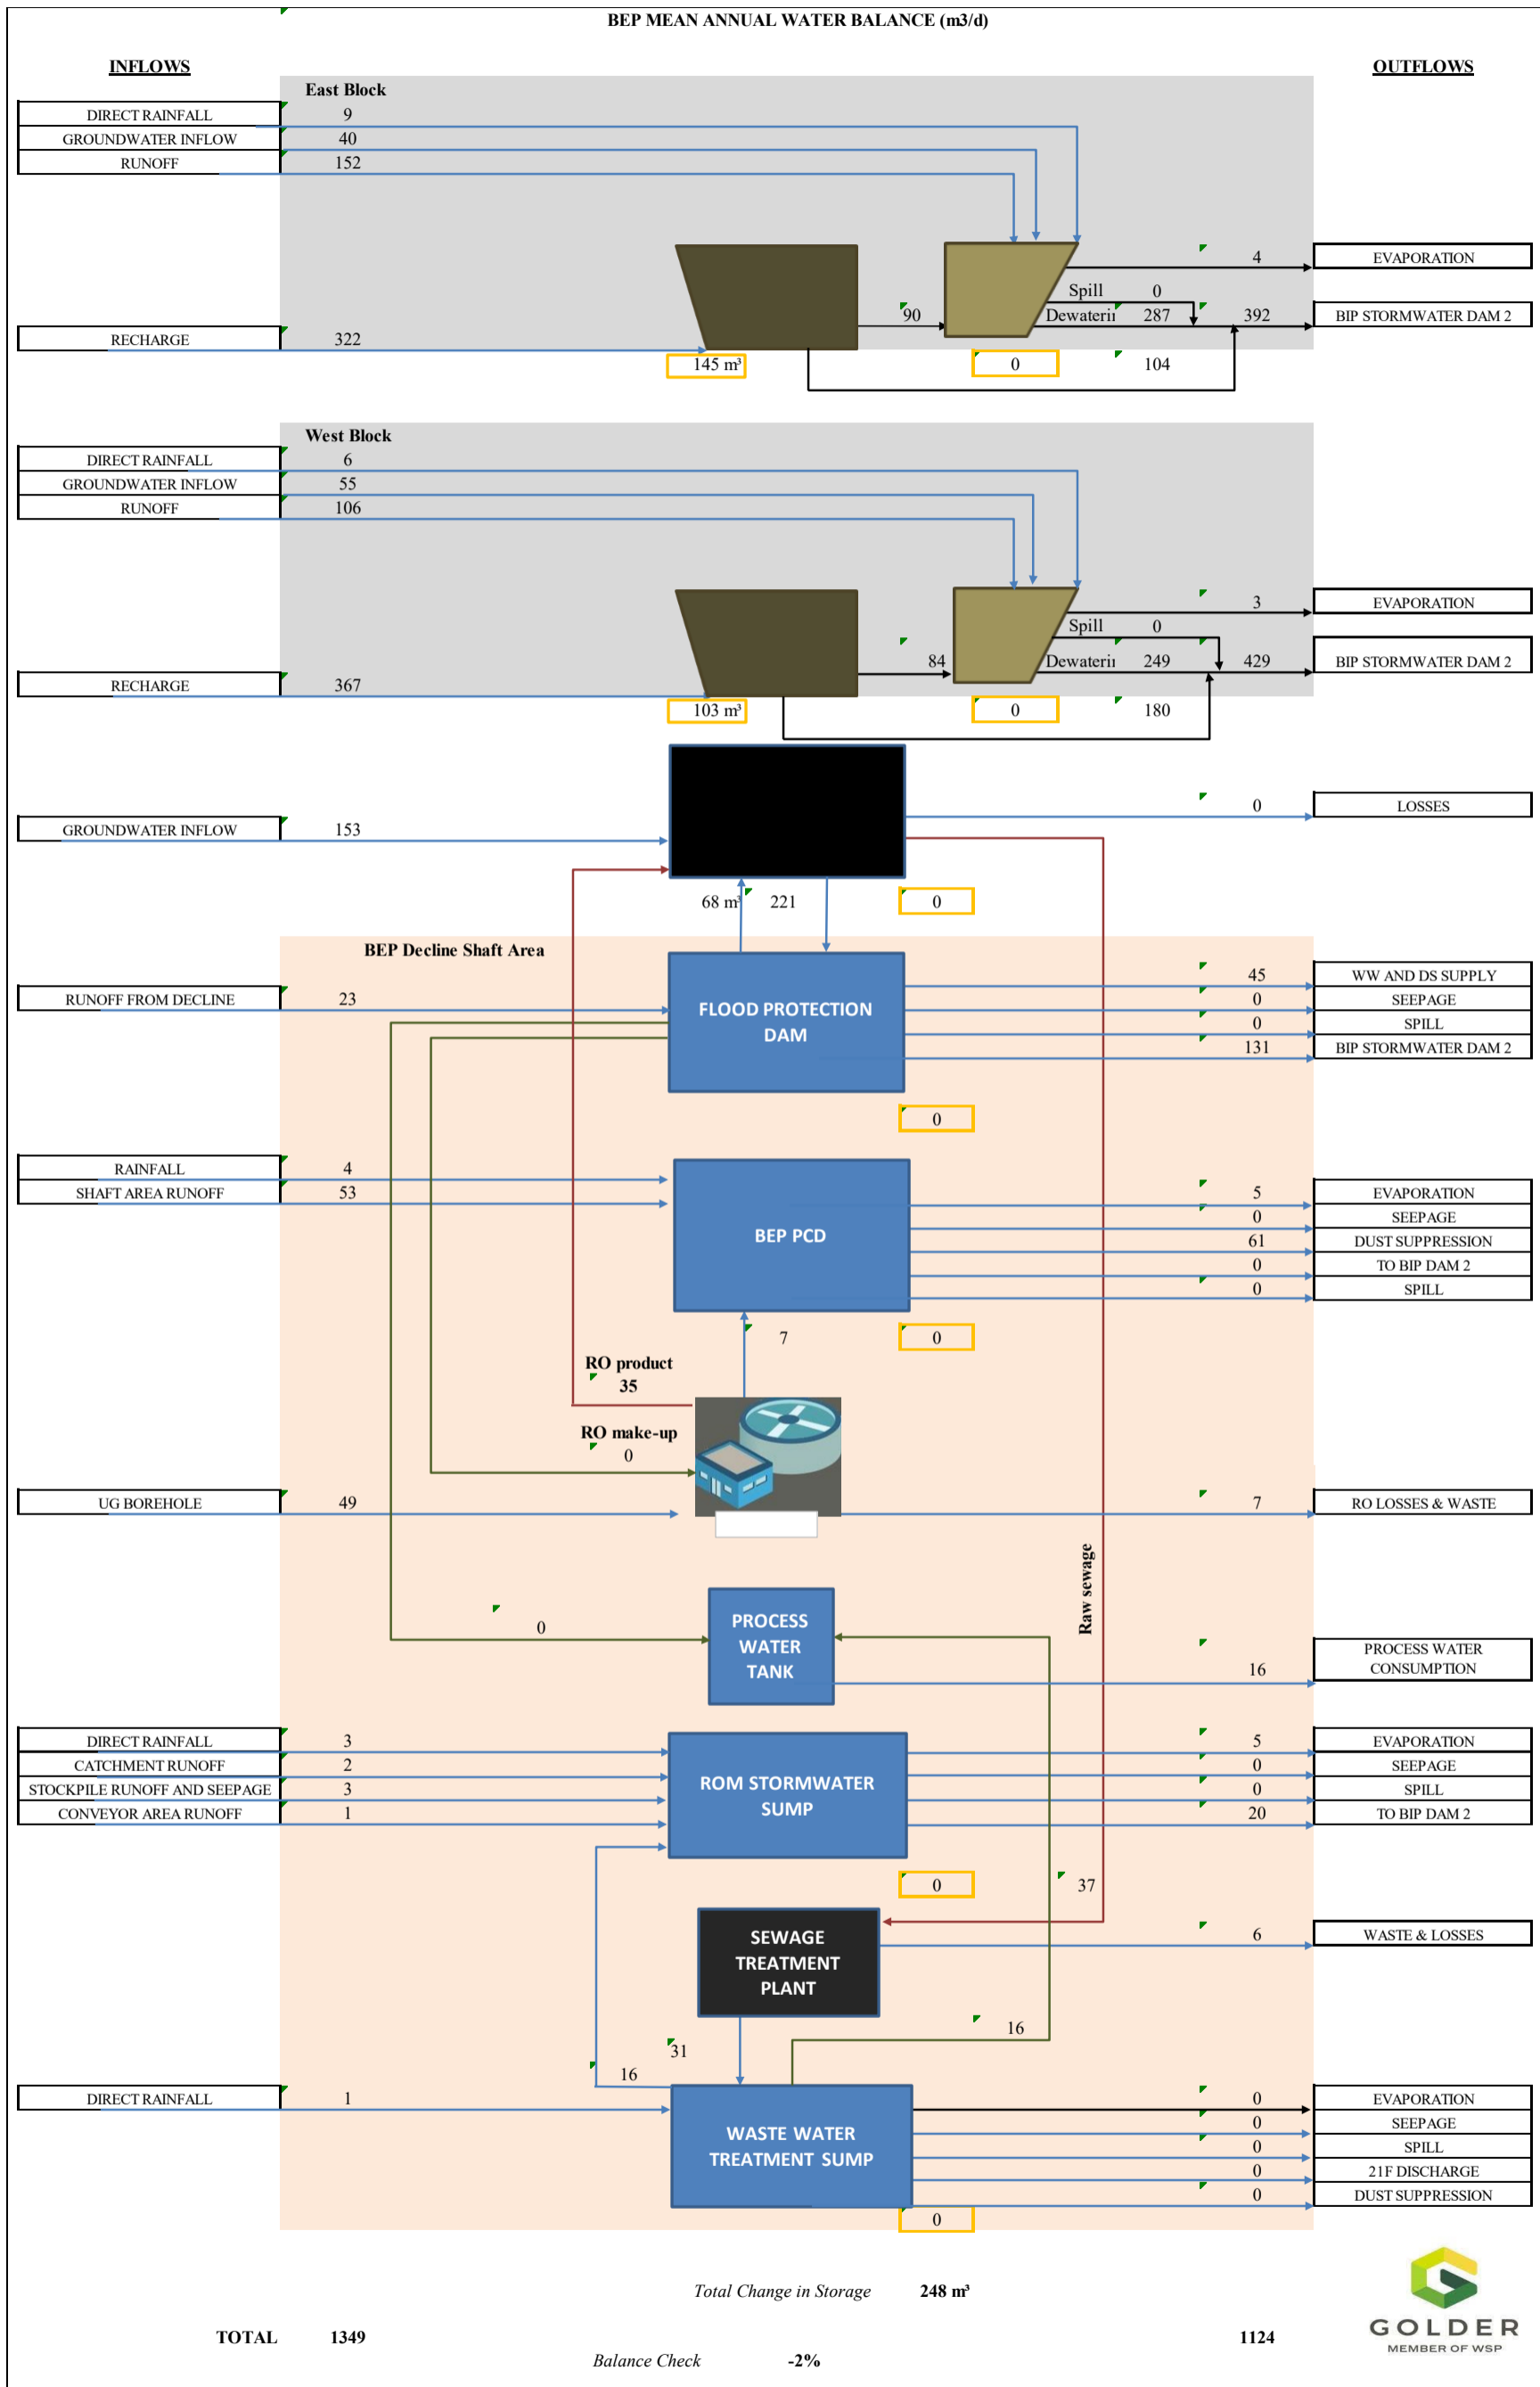 BEP MEAN ANNUAL WATER BALANCE (m3/d)
INFLOWS
OUTFLOWS
East Block
DIRECT RAINFALL 9
GROUNDWATER INFLOW 40
RUNOFF 152
4 EVAPORATION
Spill 0
90 Dewaterin 287 392 BIP STORMWATER DAM 2
RECHARGE 322
145 m³ 0 104
West Block
DIRECT RAINFALL 6
GROUNDWATER INFLOW 55
RUNOFF 106
3 EVAPORATION
Spill 0
84 Dewaterin 249 429 BIP STORMWATER DAM 2
RECHARGE 367
103 m³ 0 180
0 LOSSES
GROUNDWATER INFLOW 153
68 m³ 221 0
BEP Decline Shaft Area
45 WW AND DS SUPPLY
RUNOFF FROM DECLINE 23
0 SEEPAGE
FLOOD PROTECTION
DAM
0 SPILL
131 BIP STORMWATER DAM 2
0
RAINFALL 4
SHAFT AREA RUNOFF 53
5 EVAPORATION
0 SEEPAGE
BEP PCD
61 DUST SUPPRESSION
0 TO BIP DAM 2
0 SPILL
7 0
RO product
35
RO make-up
0
UG BOREHOLE 49
7 RO LOSSES & WASTE
Raw sewage
0
PROCESS
WATER
TANK
PROCESS WATER
CONSUMPTION
16
DIRECT RAINFALL 3
5 EVAPORATION
CATCHMENT RUNOFF 2
0 SEEPAGE
STOCKPILE RUNOFF AND SEEPAGE 3
ROM STORMWATER
SUMP
0 SPILL
CONVEYOR AREA RUNOFF 1
20 TO BIP DAM 2
0 37
SEWAGE
TREATMENT
PLANT
6 WASTE & LOSSES
16
31
16
DIRECT RAINFALL 1
0 EVAPORATION
0 SEEPAGE
WASTE WATER
TREATMENT SUMP
0 SPILL
0 21F DISCHARGE
0 DUST SUPPRESSION
0
Total Change in Storage 248 m³
GOLDER
MEMBER OF WSP
TOTAL 1349
1124
Balance Check -2%